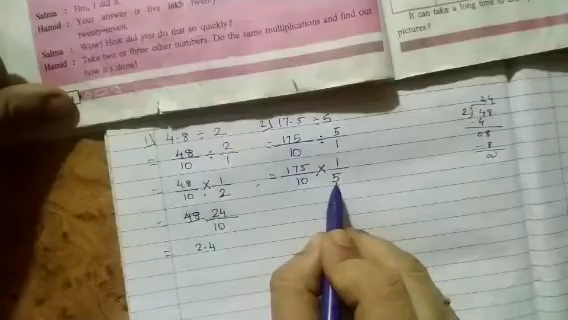 Salma : Hm, I did it.
Hamid : Your answer is five lakh twenty
twenty-seven.
Salma : Wow! How did you do that so quickly?
Hamid : Take two or three other numbers. Do the same multiplications and find out
how it's done!
It can take a long time to
pictures?
1) 4.8 ÷ 2
= 48/10 ÷ 2/1
= 48/10 × 1/2
= 24/10
= 2.4
2) 17.5 ÷ 5
= 175/10 ÷ 5/1
= 175/10 × 1/5
24
2)48
4
08
8